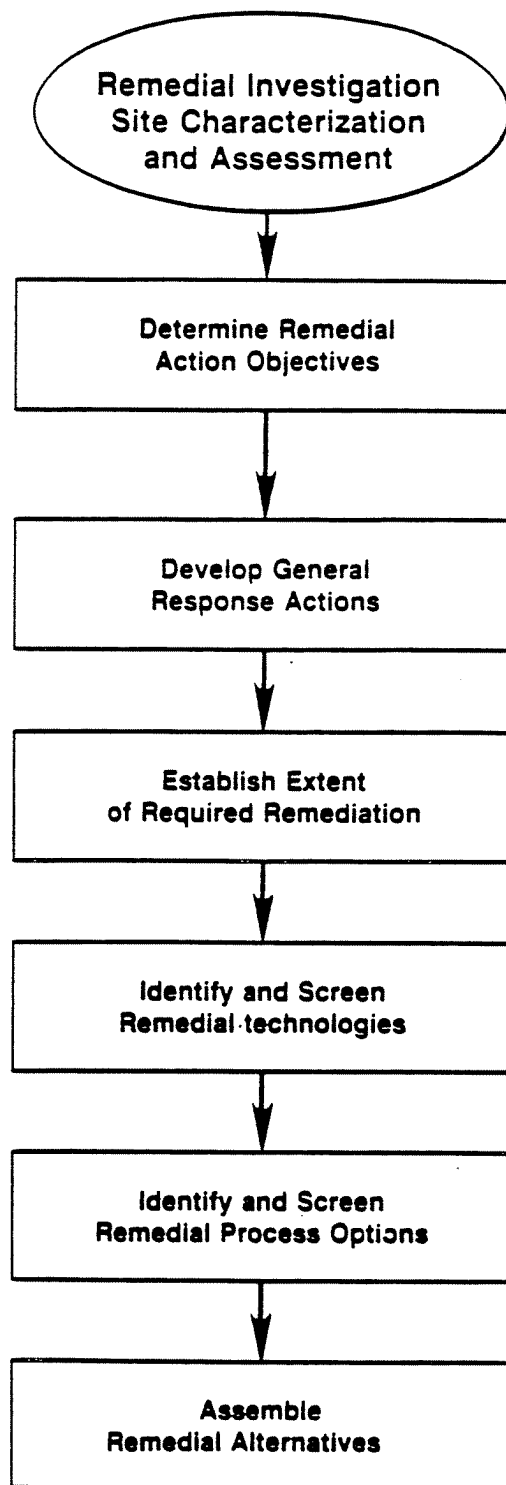 Remedial Investigation
Site Characterization
and Assessment
Determine Remedial
Action Objectives
Develop General
Response Actions
Establish Extent
of Required Remediation
Identify and Screen
Remedial technologies
Identify and Screen
Remedial Process Options
Assemble
Remedial Alternatives